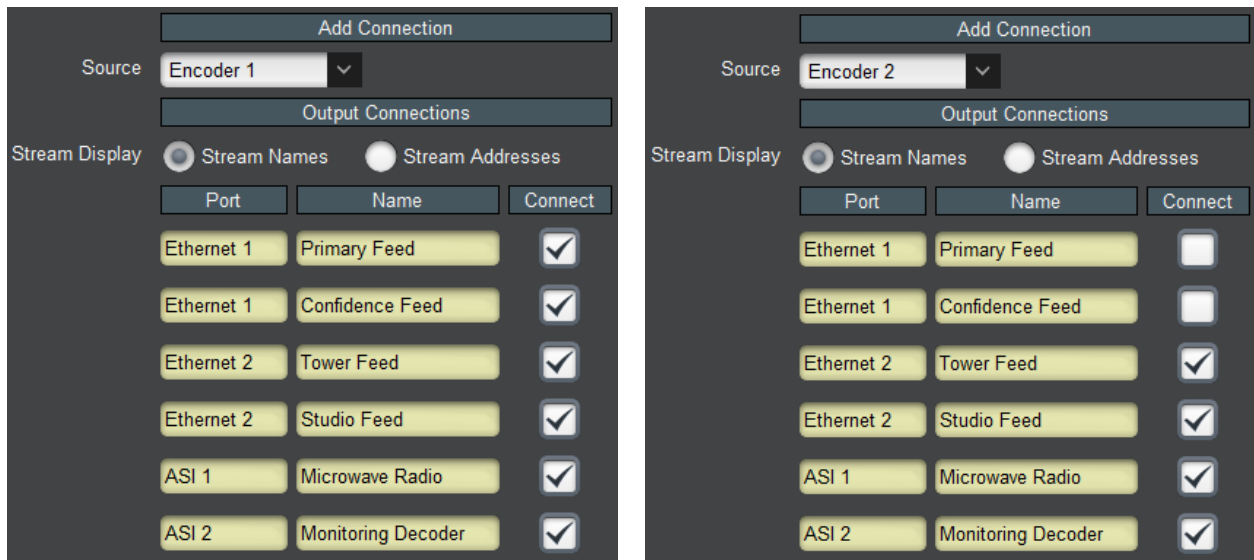 Add Connection
Source Encoder 1
Output Connections
Stream Display Stream Names Stream Addresses
Port Name Connect
Ethernet 1 Primary Feed
Ethernet 1 Confidence Feed
Ethernet 2 Tower Feed
Ethernet 2 Studio Feed
ASI 1 Microwave Radio
ASI 2 Monitoring Decoder
Add Connection
Source Encoder 2
Output Connections
Stream Display Stream Names Stream Addresses
Port Name Connect
Ethernet 1 Primary Feed
Ethernet 1 Confidence Feed
Ethernet 2 Tower Feed
Ethernet 2 Studio Feed
ASI 1 Microwave Radio
ASI 2 Monitoring Decoder